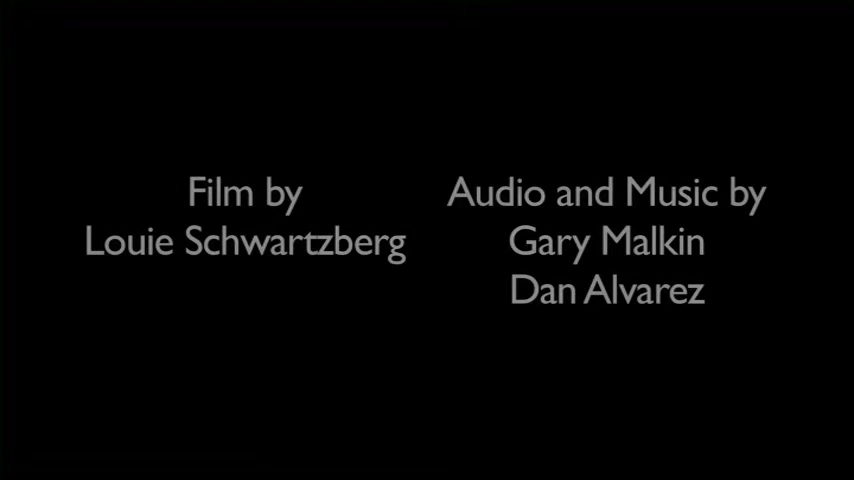 Film by
Louie Schwartzberg
Audio and Music by
Gary Malkin
Dan Alvarez